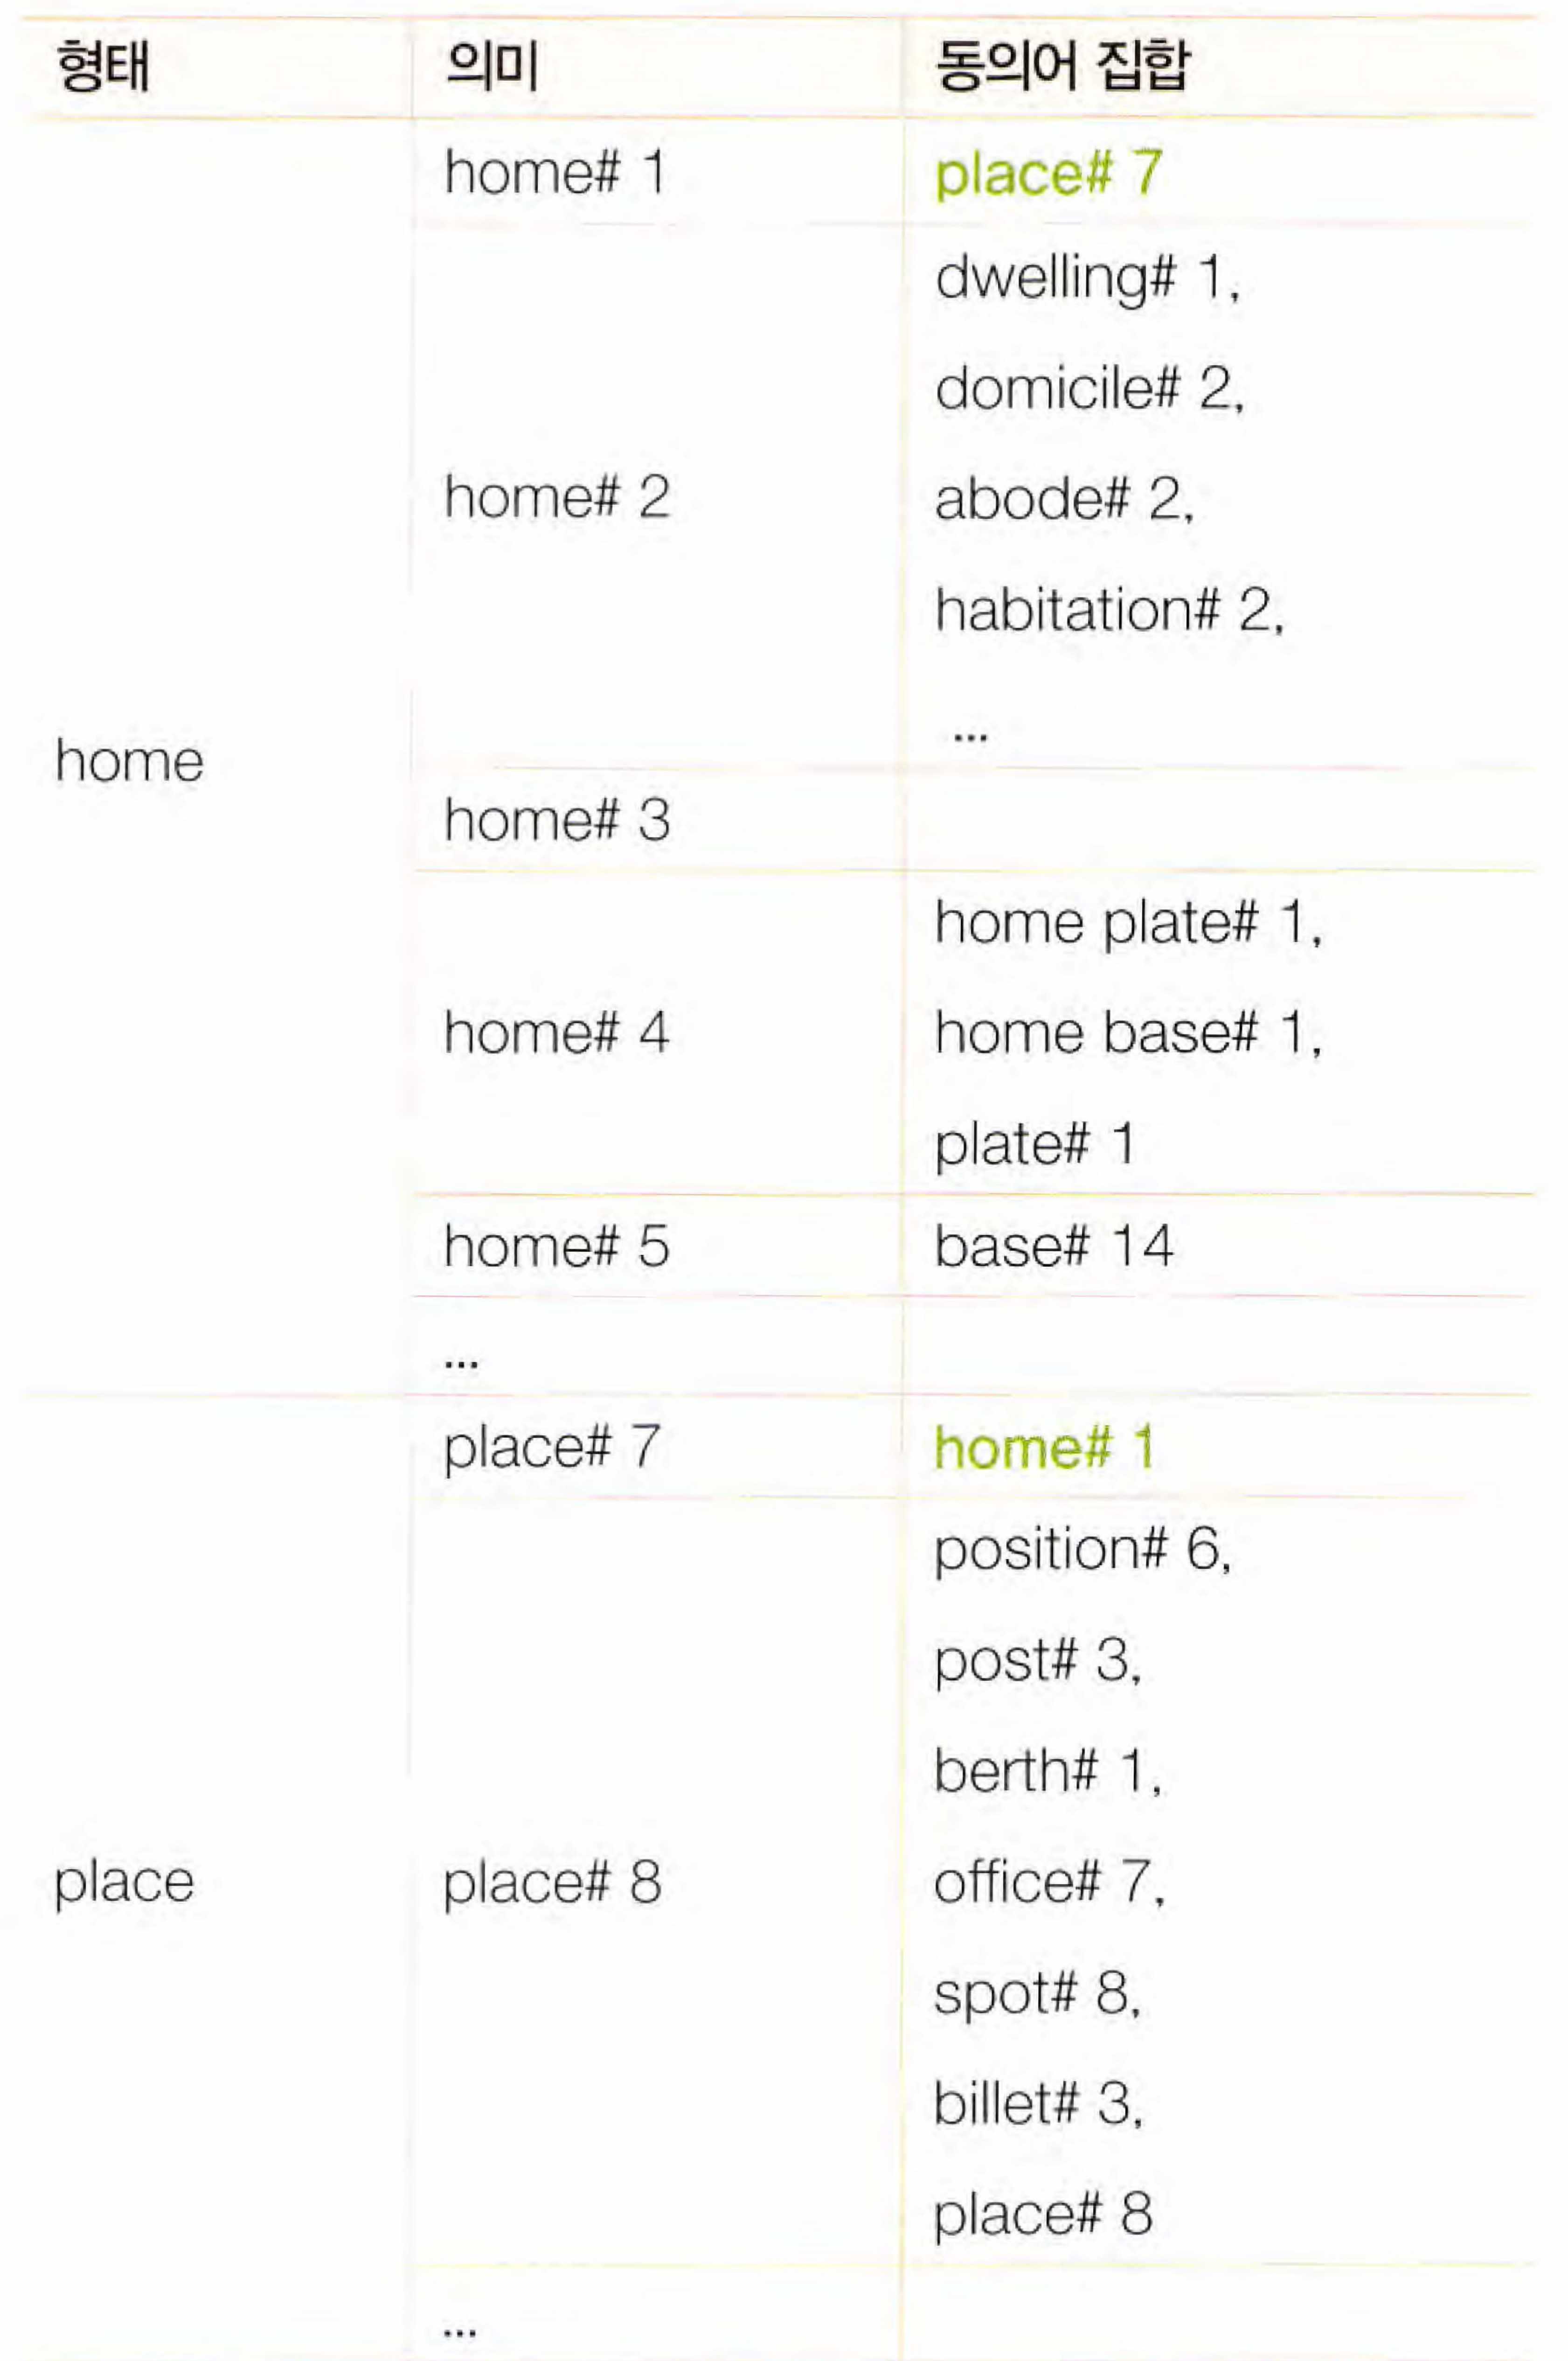 형태 의미 동의어 집합
home# 1 place# 7
dwelling# 1,
domicile# 2,
home# 2 abode# 2,
habitation# 2,
...
home
home# 3
home plate# 1,
home# 4 home base# 1,
plate# 1
home# 5 base# 14
...
place# 7 home# 1
position# 6,
post# 3,
berth# 1,
place place# 8 office# 7,
spot# 8,
billet# 3,
place# 8
...